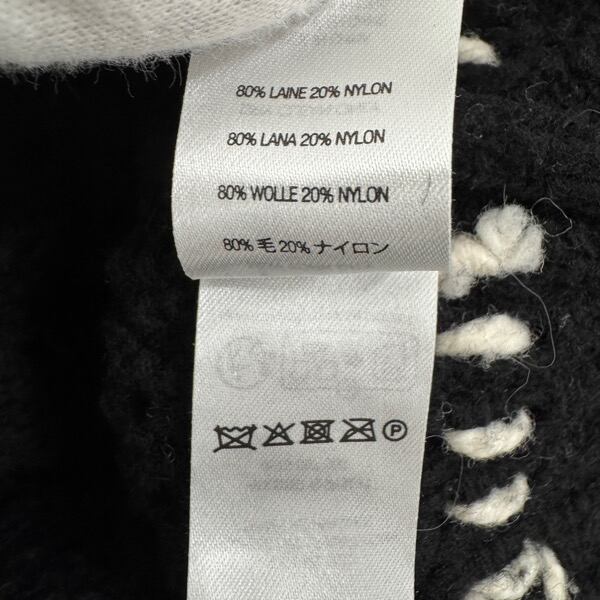 80% LAINE 20% NYLON
80% LANA 20% NYLON
80% WOLLE 20% NYLON
80% 毛 20% ナイロン
P